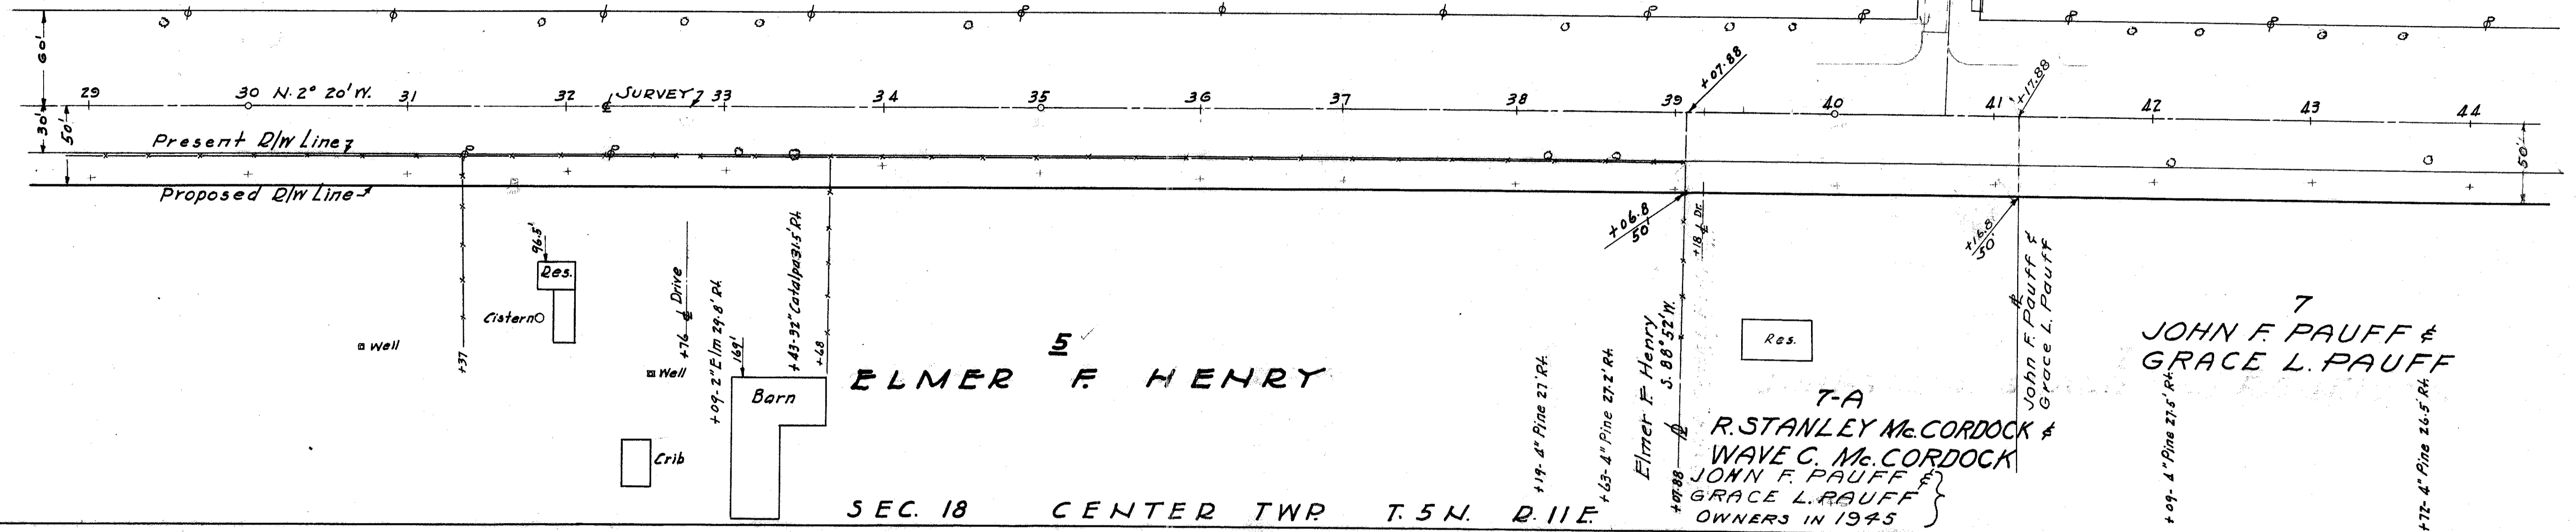 60'
30'
50'
29
30 N. 2° 20' W. 31
32
℄ SURVEY
33
34
35
36
37
38
39
+07.88
40
41
+17.88
42
43
44
Present R/W Line
Proposed R/W Line
50'
+06.8
50'
+18 ℄ Dr.
+16.8
50'
96.5'
Res.
Cistern
Well
+37
Well
+76 ℄ Drive
+09-2" Elm 29.8' Rt.
169'
+43-32" Catalpa 31.5' Rt.
+68
Barn
Crib
5
ELMER F. HENRY
+19-4" Pine 27' Rt.
+63-4" Pine 27.2' Rt.
Elmer F. Henry
S. 88° 52' W.
+07.88
Res.
7-A
R. STANLEY Mc.CORDOCK &
WAVE C. Mc.CORDOCK
JOHN F. PAUFF &
GRACE L. PAUFF
OWNERS IN 1945
John F. Pauff &
Grace L. Pauff
7
JOHN F. PAUFF &
GRACE L. PAUFF
+09-4" Pine 27.5' Rt.
+72-4" Pine 26.5' Rt.
SEC. 18 CENTER TWP. T. 5 N. R. 11 E.